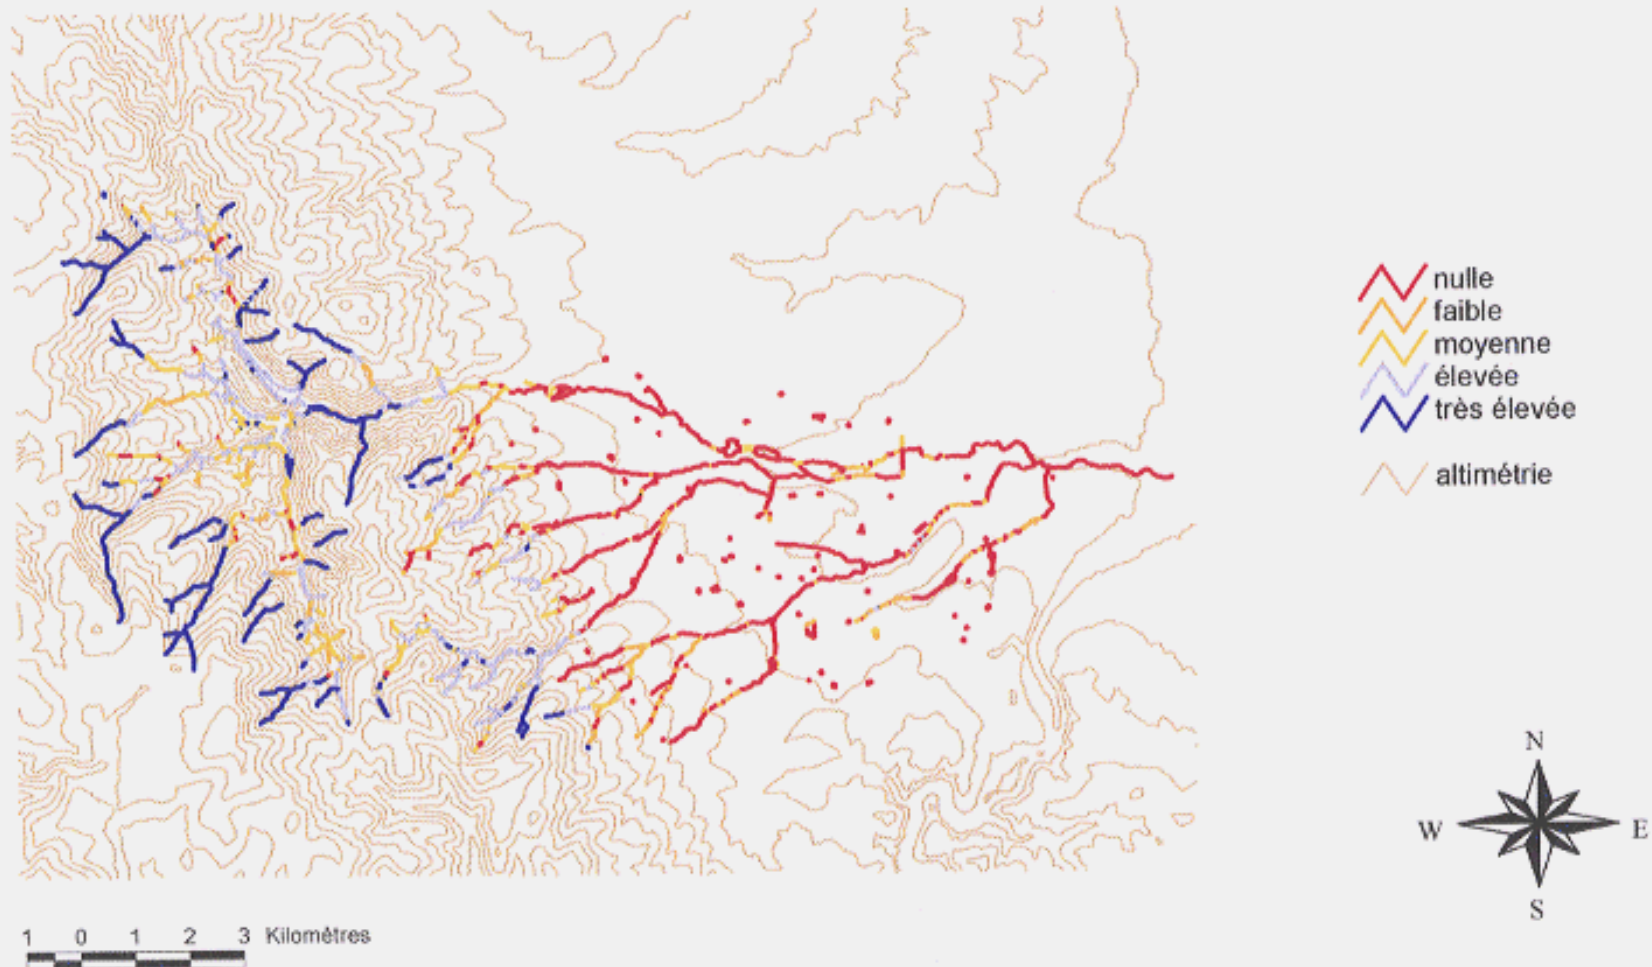 nulle
faible
moyenne
élevée
très élevée
altimétrie
N
W E
S
1 0 1 2 3 Kilomètres